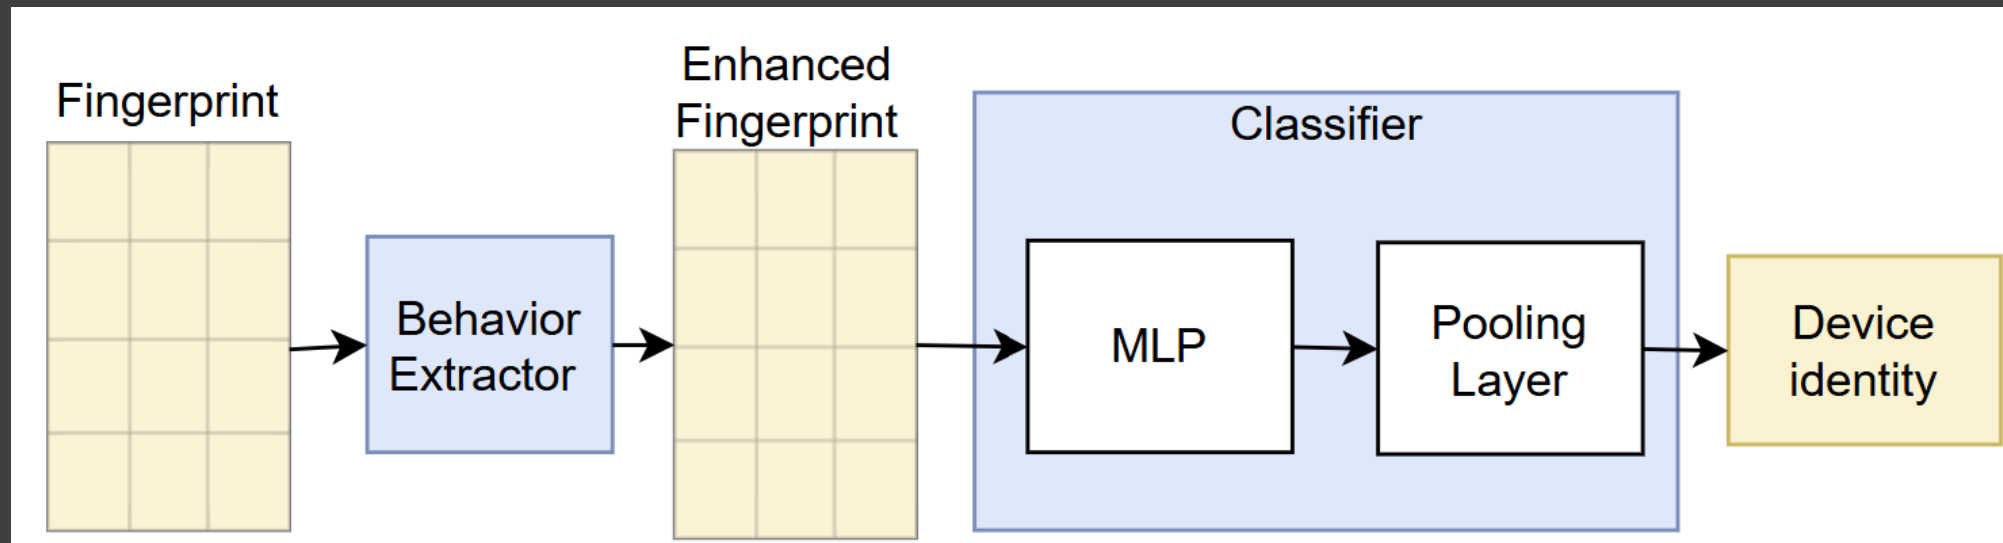 Fingerprint
Behavior
Extractor
Enhanced
Fingerprint
Classifier
MLP
Pooling
Layer
Device
identity